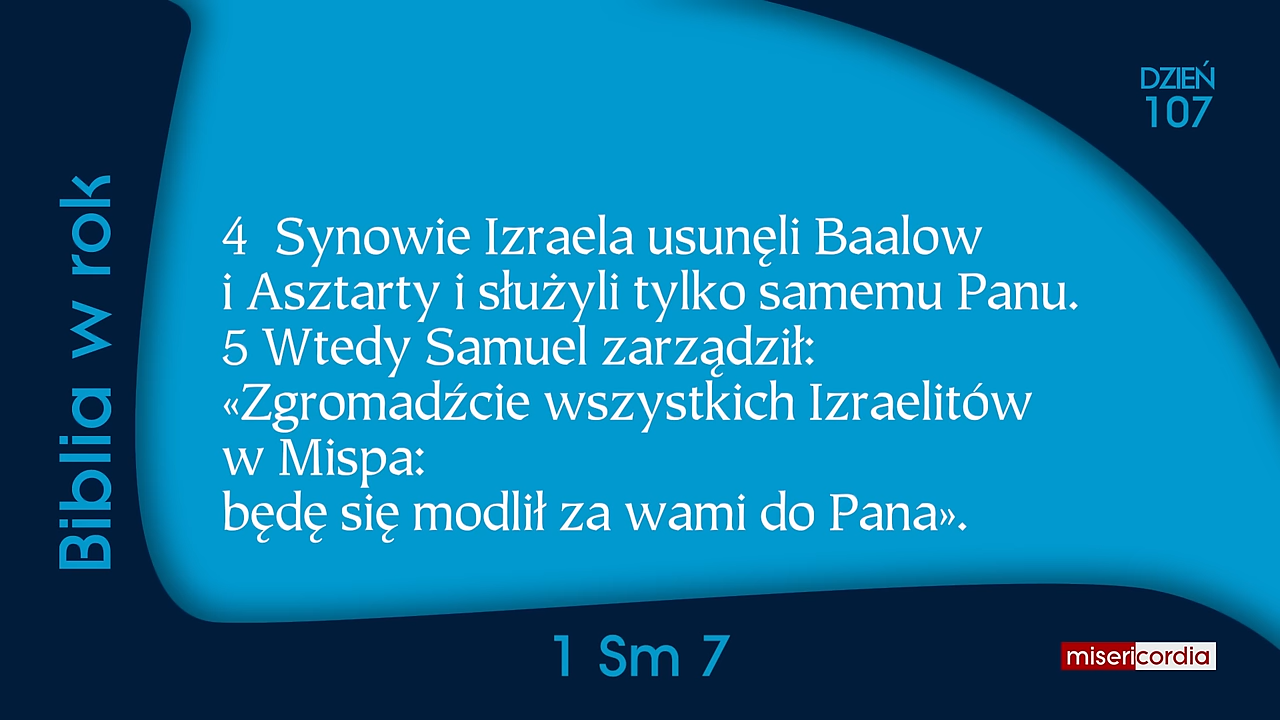 DZIEŃ
107
Biblia w rok
4 Synowie Izraela usunęli Baalow
i Asztarty i służyli tylko samemu Panu.
5 Wtedy Samuel zarządził:
«Zgromadźcie wszystkich Izraelitów
w Mispa:
będę się modlił za wami do Pana».
1 Sm 7
misericordia